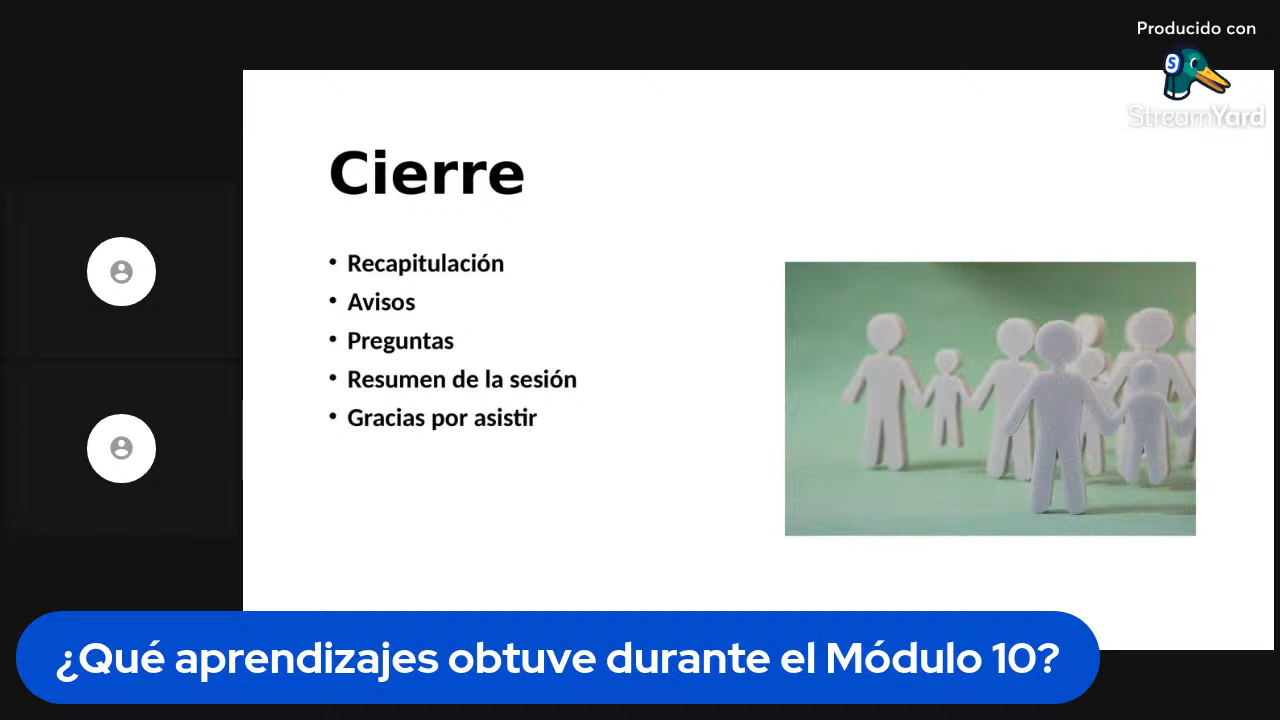 Producido con
StreamYard
Cierre
• Recapitulación
• Avisos
• Preguntas
• Resumen de la sesión
• Gracias por asistir
¿Qué aprendizajes obtuve durante el Módulo 10?